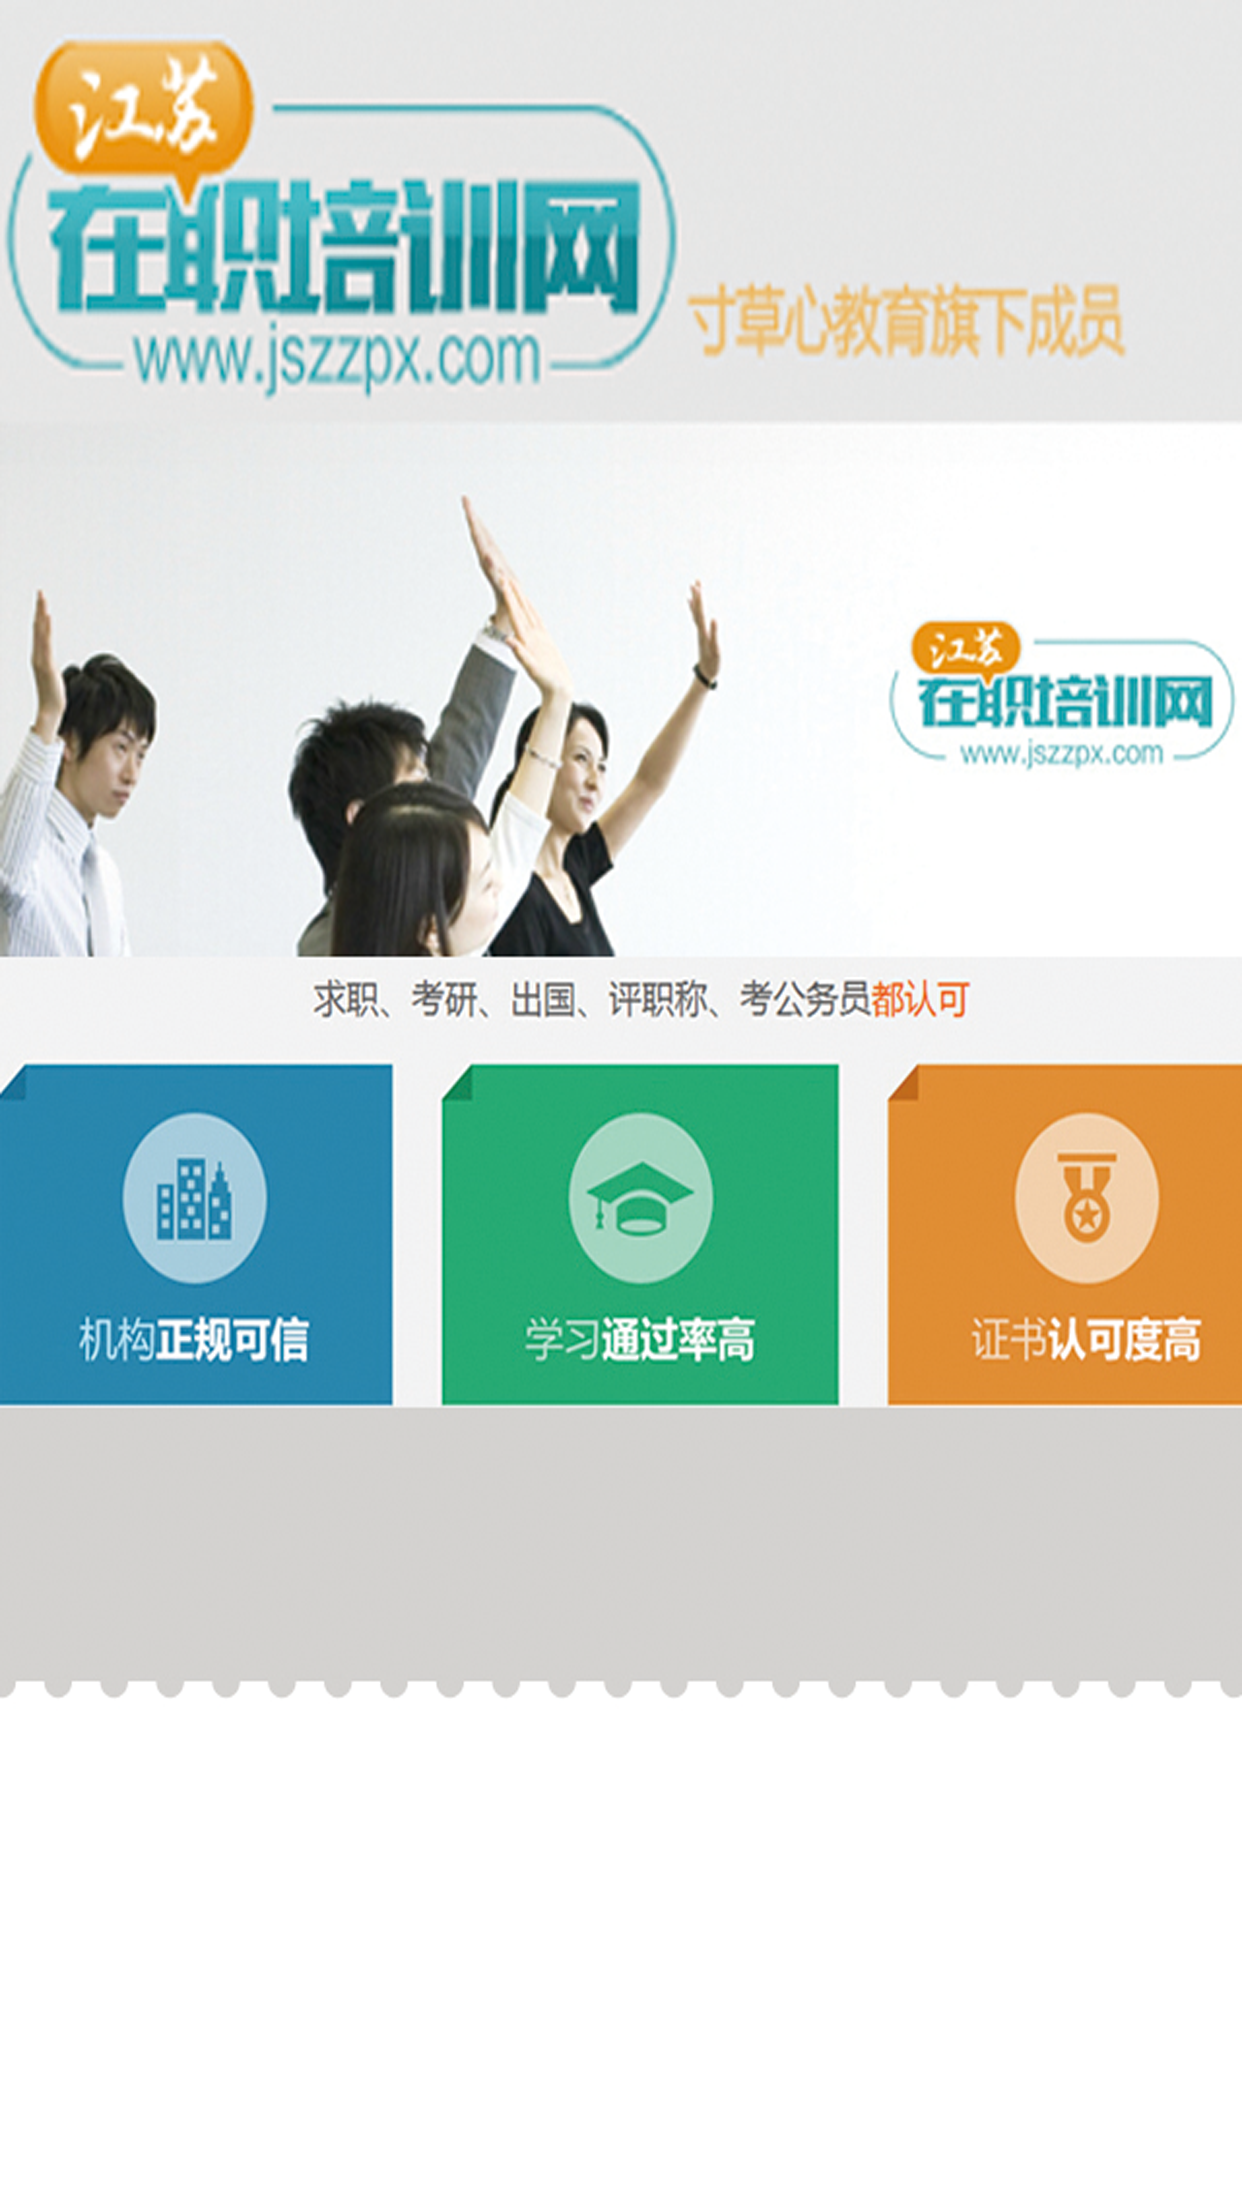 江苏
在职培训网
www.jszzpx.com
寸草心教育旗下成员
江苏
在职培训网
www.jszzpx.com
求职、考研、出国、评职称、考公务员都认可
机构正规可信
学习通过率高
证书认可度高